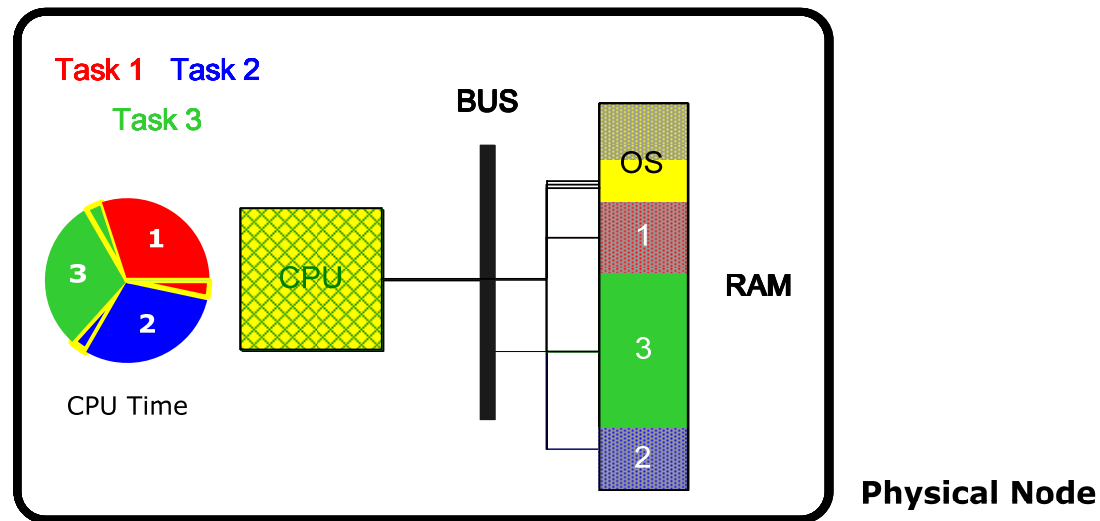 Task 1 Task 2
Task 3
BUS
OS
1
1
3
CPU
RAM
2
3
CPU Time
2
Physical Node